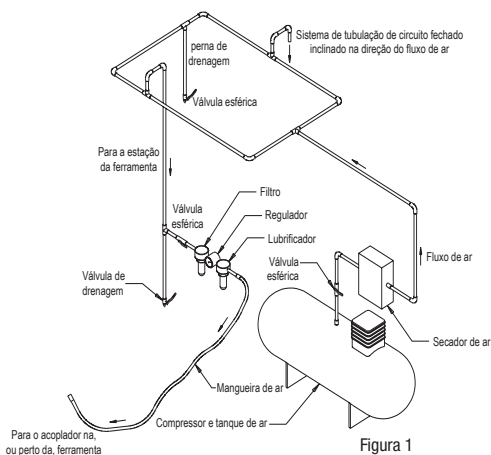 Sistema de tubulação de circuito fechado
inclinado na direção do fluxo de ar
perna de
drenagem
Válvula esférica
Para a estação
da ferramenta
Filtro
Válvula
esférica
Regulador
Lubrificador
Fluxo de ar
Válvula
esférica
Válvula de
drenagem
Secador de ar
Mangueira de ar
Compressor e tanque de ar
Para o acoplador na,
ou perto da, ferramenta
Figura 1